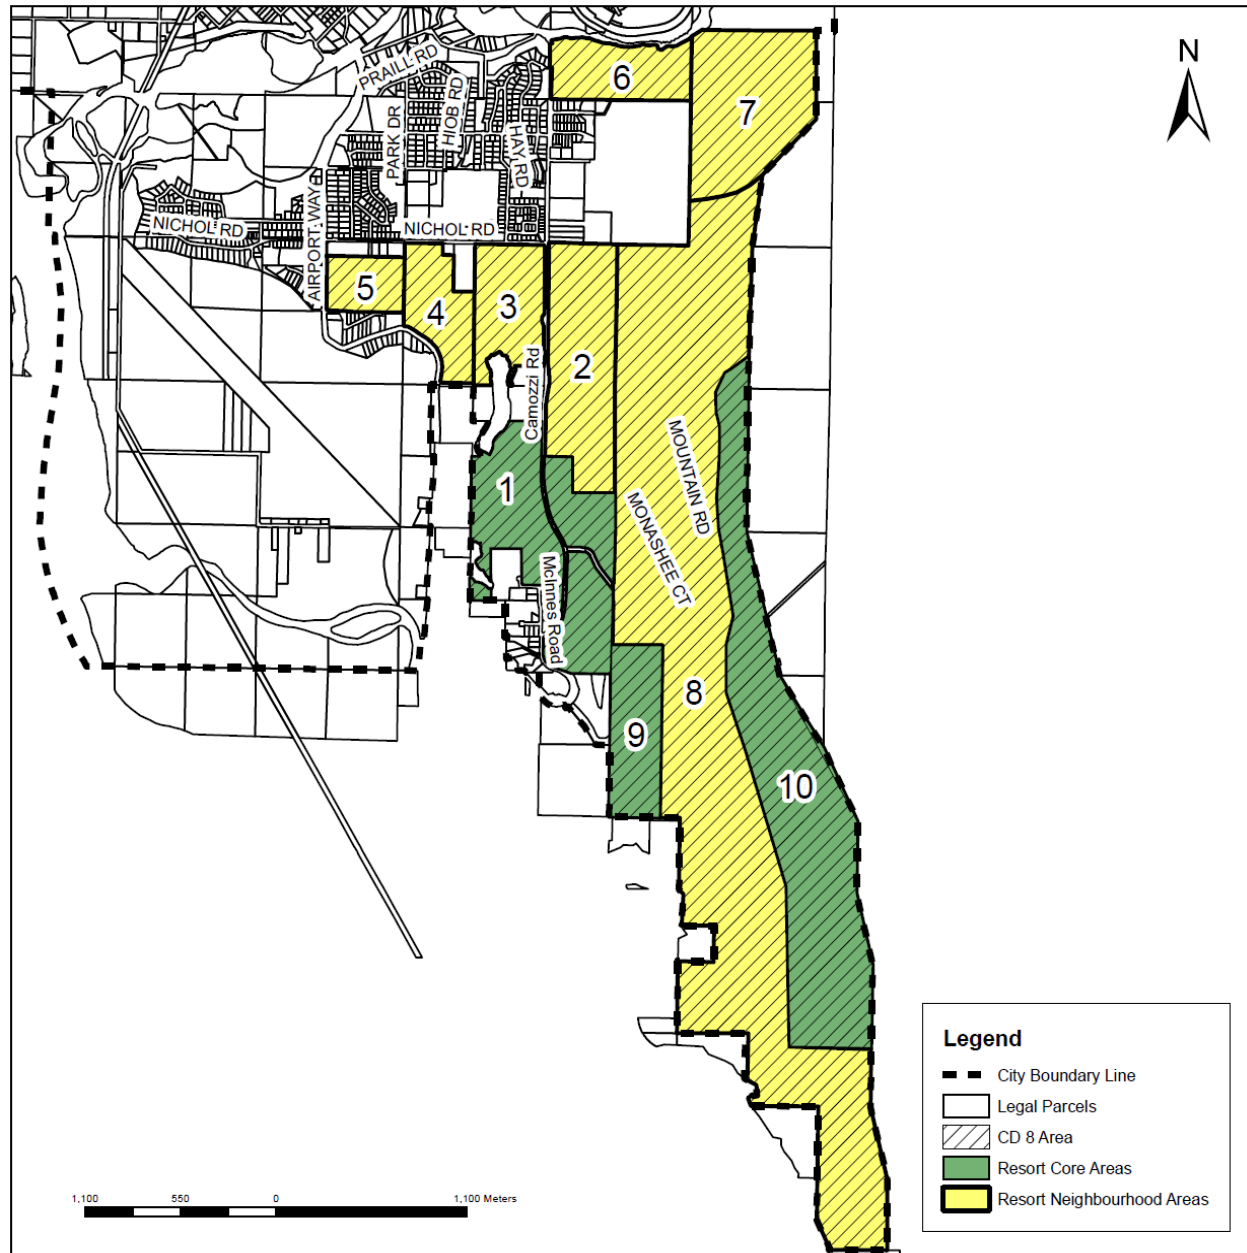 N
PRAILL RD
HIOB RD
PARK DR
HAY RD
6
7
NICHOL RD
AIRPORT WAY
NICHOL RD
5
4
3
2
Camozzi Rd
1
MOUNTAIN RD
MONASHEE CT
McInnes Road
8
9
10
Legend
City Boundary Line
Legal Parcels
CD 8 Area
Resort Core Areas
Resort Neighbourhood Areas
1,100 550 0 1,100 Meters